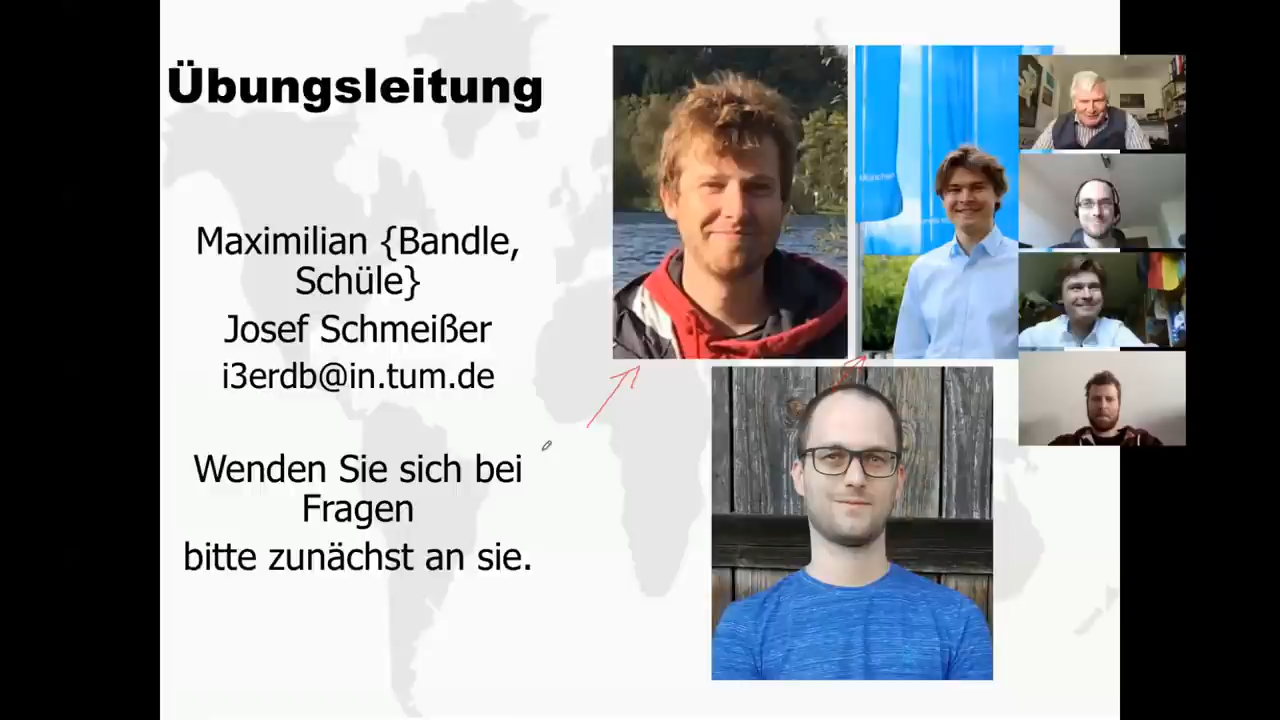 Übungsleitung
Maximilian {Bandle,
Schüle}
Josef Schmeißer
i3erdb@in.tum.de
Wenden Sie sich bei
Fragen
bitte zunächst an sie.
München